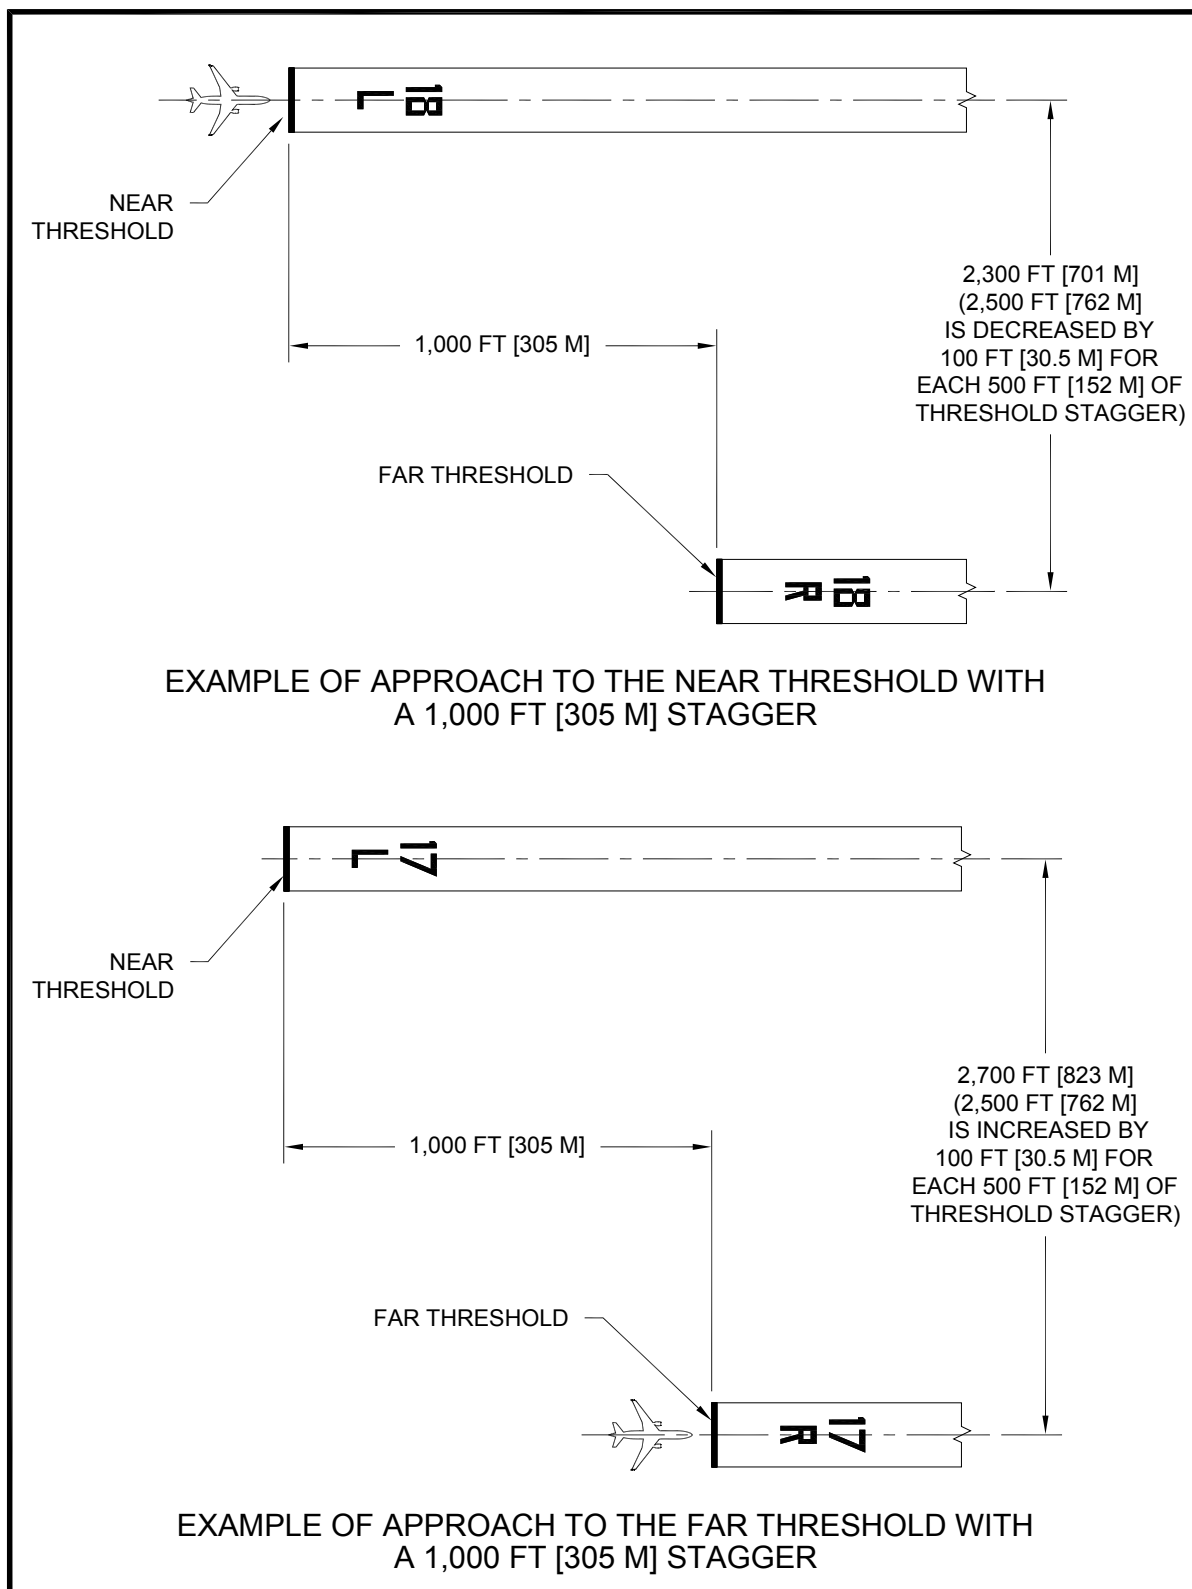 18
L
NEAR
THRESHOLD
2,300 FT [701 M]
(2,500 FT [762 M]
IS DECREASED BY
100 FT [30.5 M] FOR
EACH 500 FT [152 M] OF
THRESHOLD STAGGER)
1,000 FT [305 M]
FAR THRESHOLD
18
R
EXAMPLE OF APPROACH TO THE NEAR THRESHOLD WITH
A 1,000 FT [305 M] STAGGER
17
L
NEAR
THRESHOLD
2,700 FT [823 M]
(2,500 FT [762 M]
IS INCREASED BY
100 FT [30.5 M] FOR
EACH 500 FT [152 M] OF
THRESHOLD STAGGER)
1,000 FT [305 M]
FAR THRESHOLD
17
R
EXAMPLE OF APPROACH TO THE FAR THRESHOLD WITH
A 1,000 FT [305 M] STAGGER